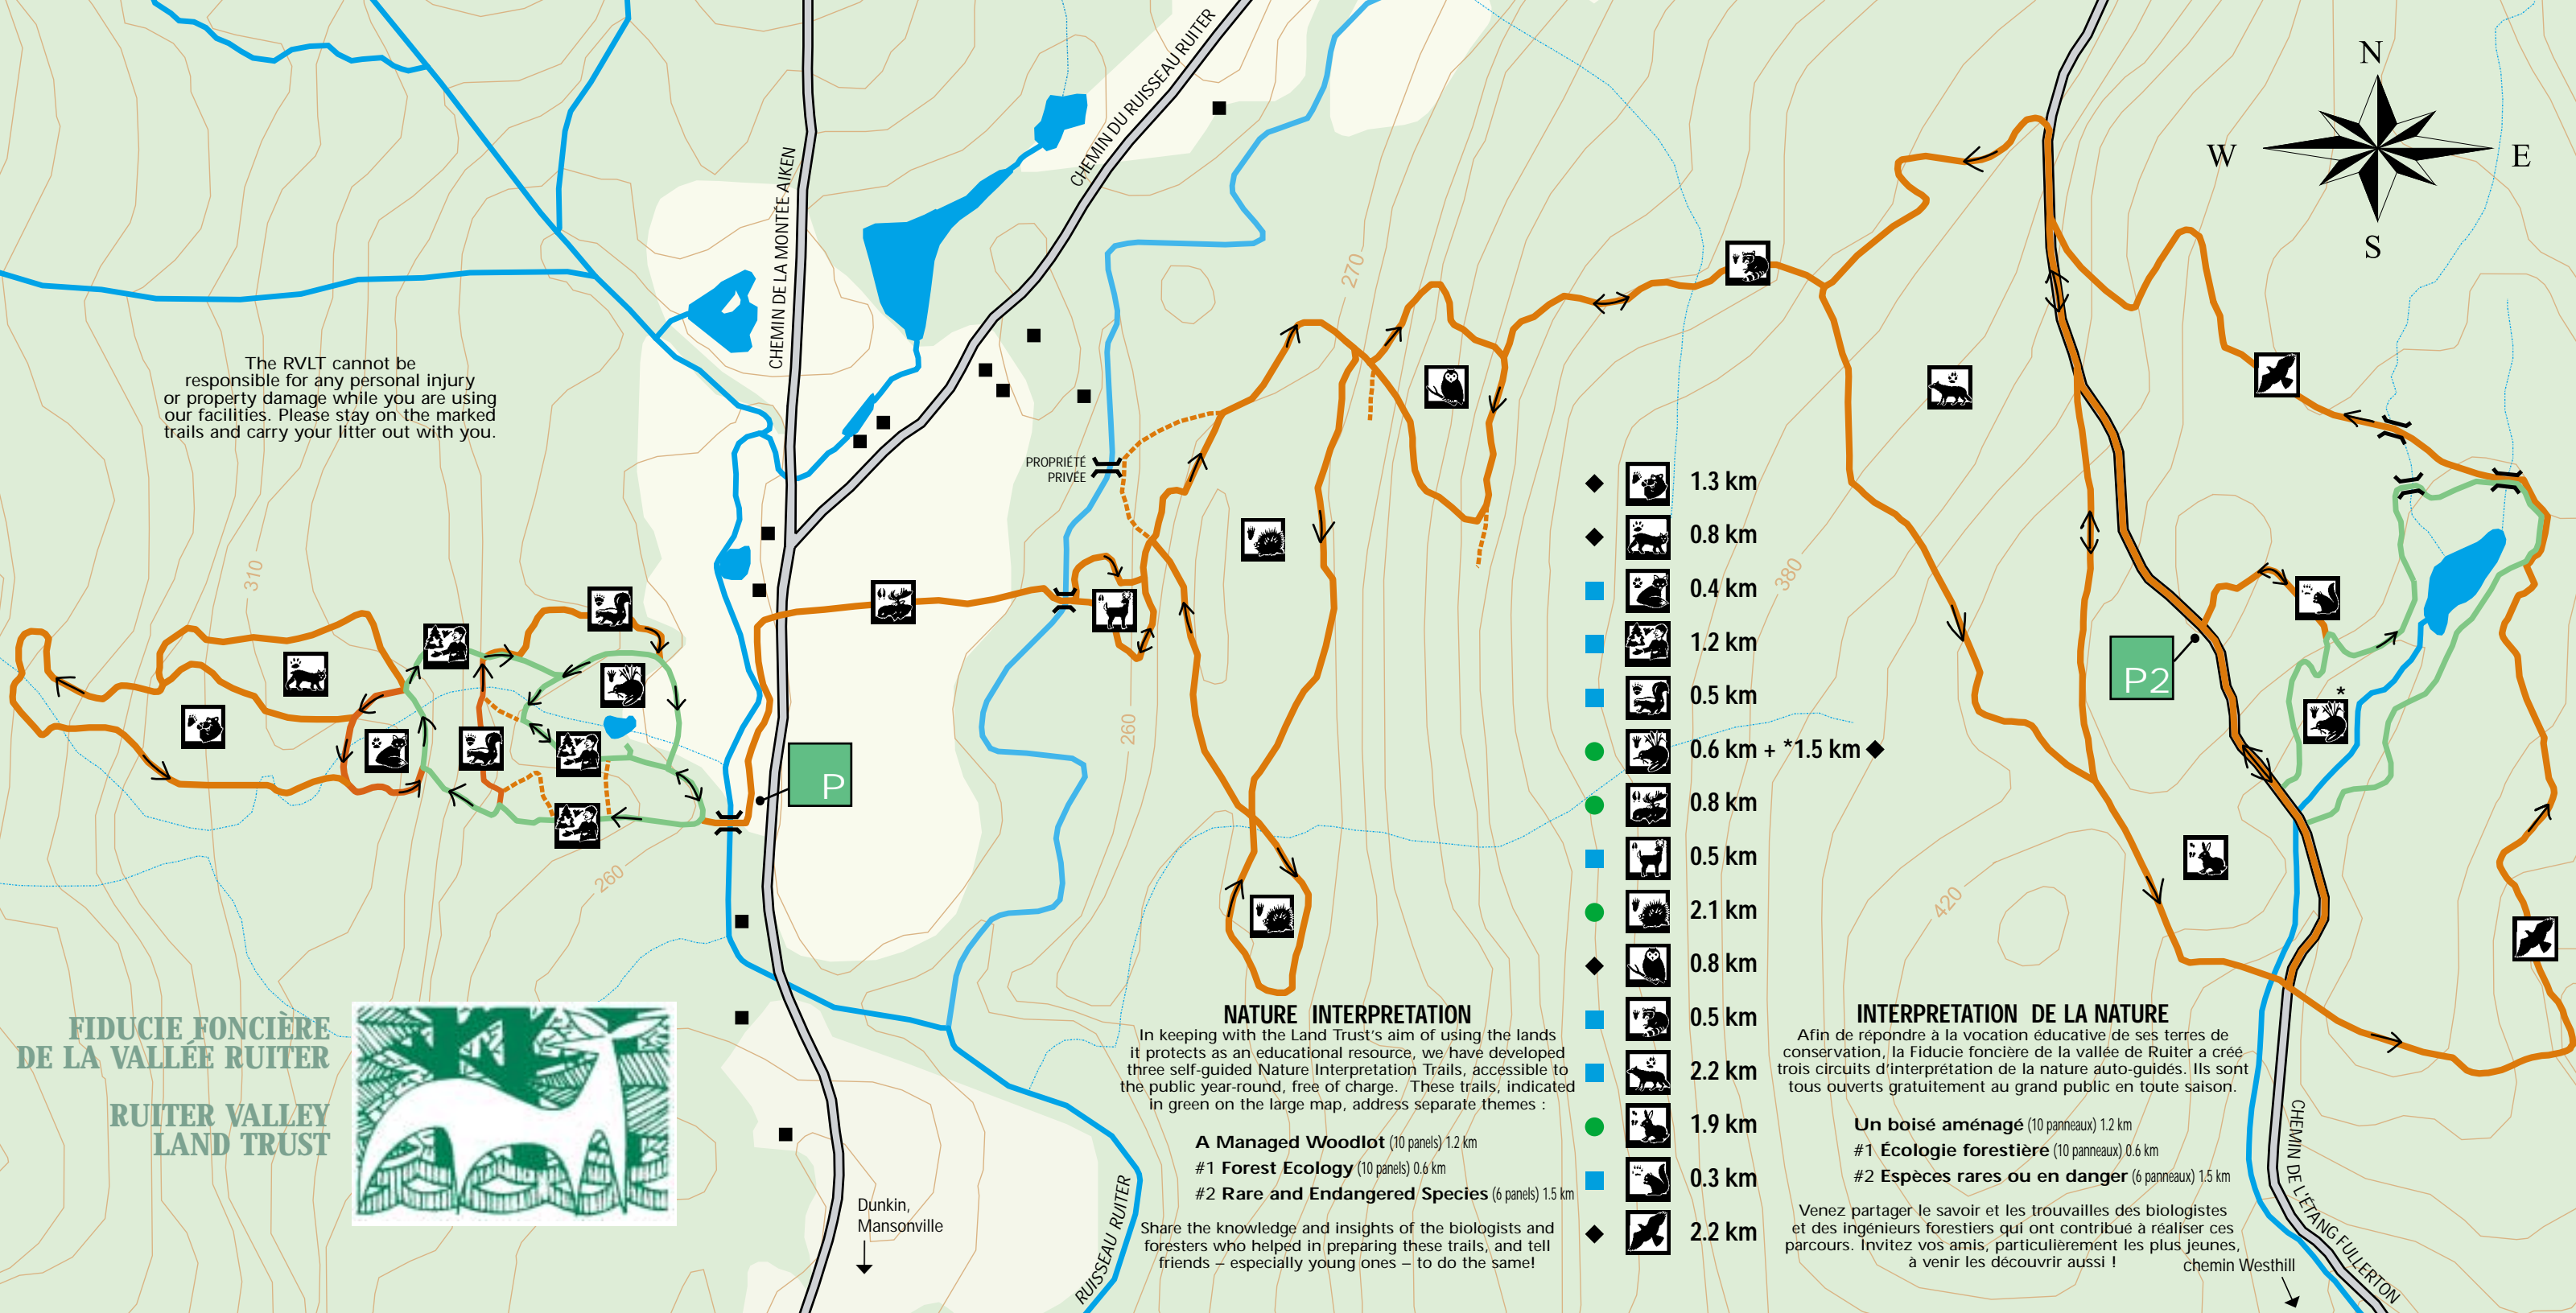 CHEMIN DE LA MONTÉE AIKEN
CHEMIN DU RUISSEAU RUITER
N
W
E
S
The RVLT cannot be
responsible for any personal injury
or property damage while you are using
our facilities. Please stay on the marked
trails and carry your litter out with you.
270
PROPRIÉTÉ
PRIVÉE
310
380
260
260
420
P
P2
*
1.3 km
0.8 km
0.4 km
1.2 km
0.5 km
0.6 km + *1.5 km
0.8 km
0.5 km
2.1 km
0.8 km
0.5 km
2.2 km
1.9 km
0.3 km
2.2 km
FIDUCIE FONCIÈRE
DE LA VALLÉE RUITER
RUITER VALLEY
LAND TRUST
Dunkin,
Mansonville
RUISSEAU RUITER
NATURE INTERPRETATION
In keeping with the Land Trust's aim of using the lands
it protects as an educational resource, we have developed
three self-guided Nature Interpretation Trails, accessible to
the public year-round, free of charge. These trails, indicated
in green on the large map, address separate themes :
A Managed Woodlot (10 panels) 1.2 km
#1 Forest Ecology (10 panels) 0.6 km
#2 Rare and Endangered Species (6 panels) 1.5 km
Share the knowledge and insights of the biologists and
foresters who helped in preparing these trails, and tell
friends – especially young ones – to do the same!
INTERPRETATION DE LA NATURE
Afin de répondre à la vocation éducative de ses terres de
conservation, la Fiducie foncière de la vallée de Ruiter a créé
trois circuits d'interprétation de la nature auto-guidés. Ils sont
tous ouverts gratuitement au grand public en toute saison.
Un boisé aménagé (10 panneaux) 1.2 km
#1 Écologie forestière (10 panneaux) 0.6 km
#2 Espèces rares ou en danger (6 panneaux) 1.5 km
Venez partager le savoir et les trouvailles des biologistes
et des ingénieurs forestiers qui ont contribué à réaliser ces
parcours. Invitez vos amis, particulièrement les plus jeunes,
à venir les découvrir aussi !
chemin Westhill
CHEMIN DE L'ÉTANG FULLERTON